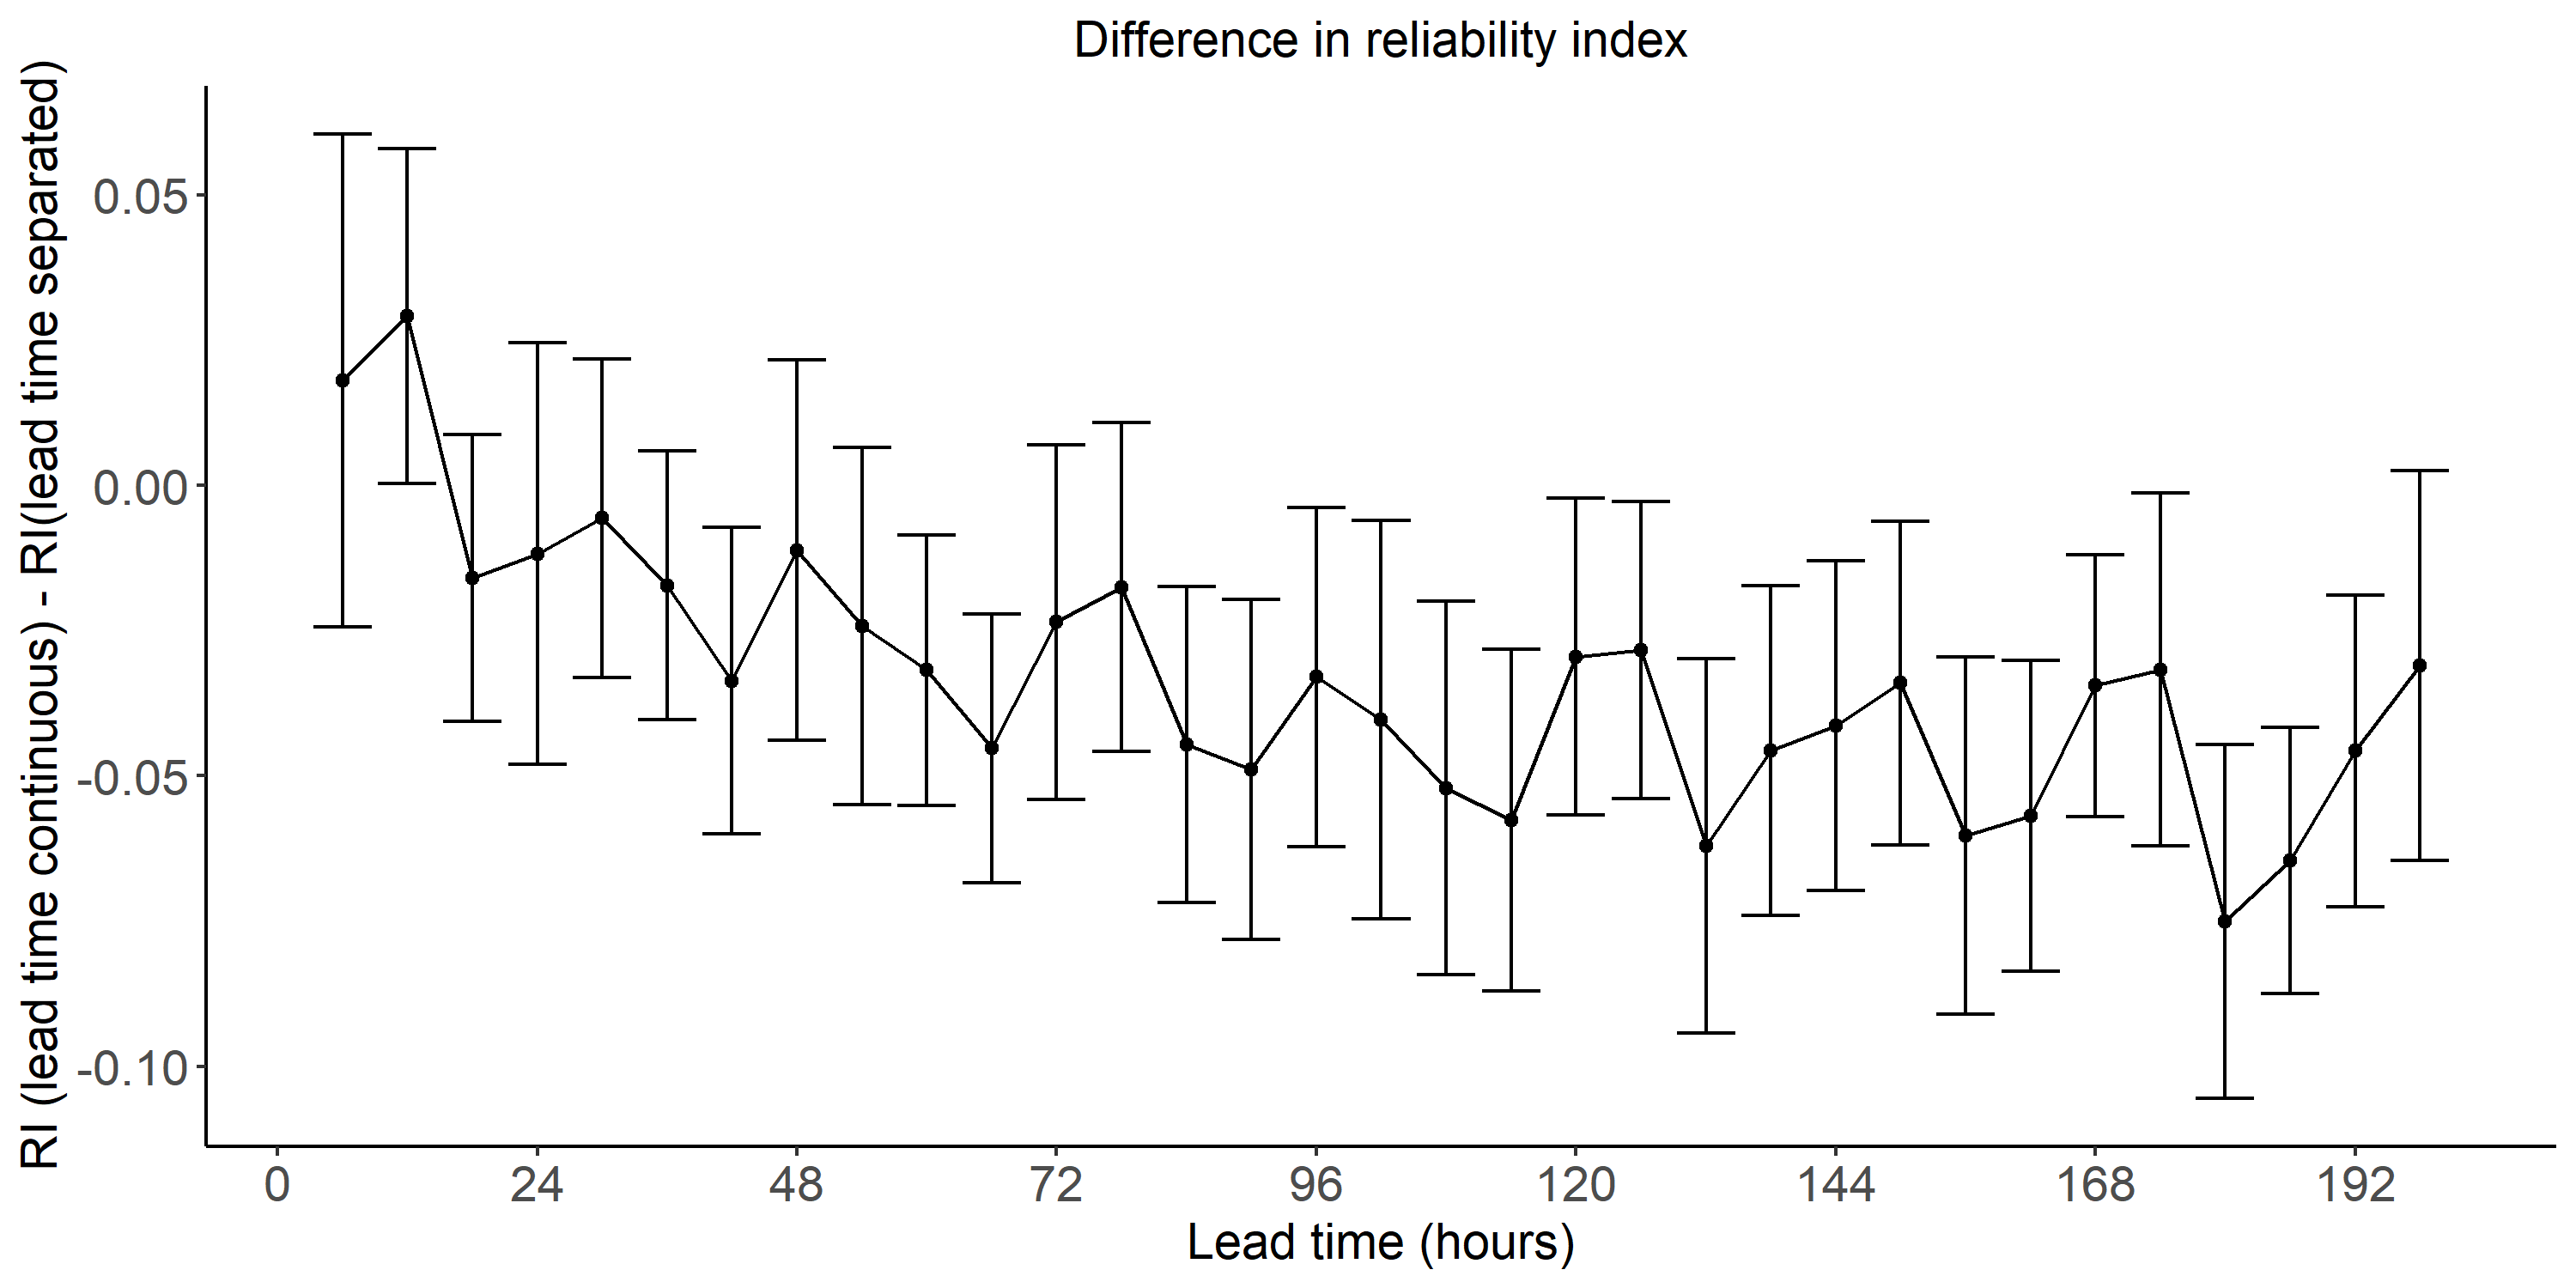 Difference in reliability index
RI (lead time continuous) - RI(lead time separated)
0.05
0.00
-0.05
-0.10
0 24 48 72 96 120 144 168 192
Lead time (hours)